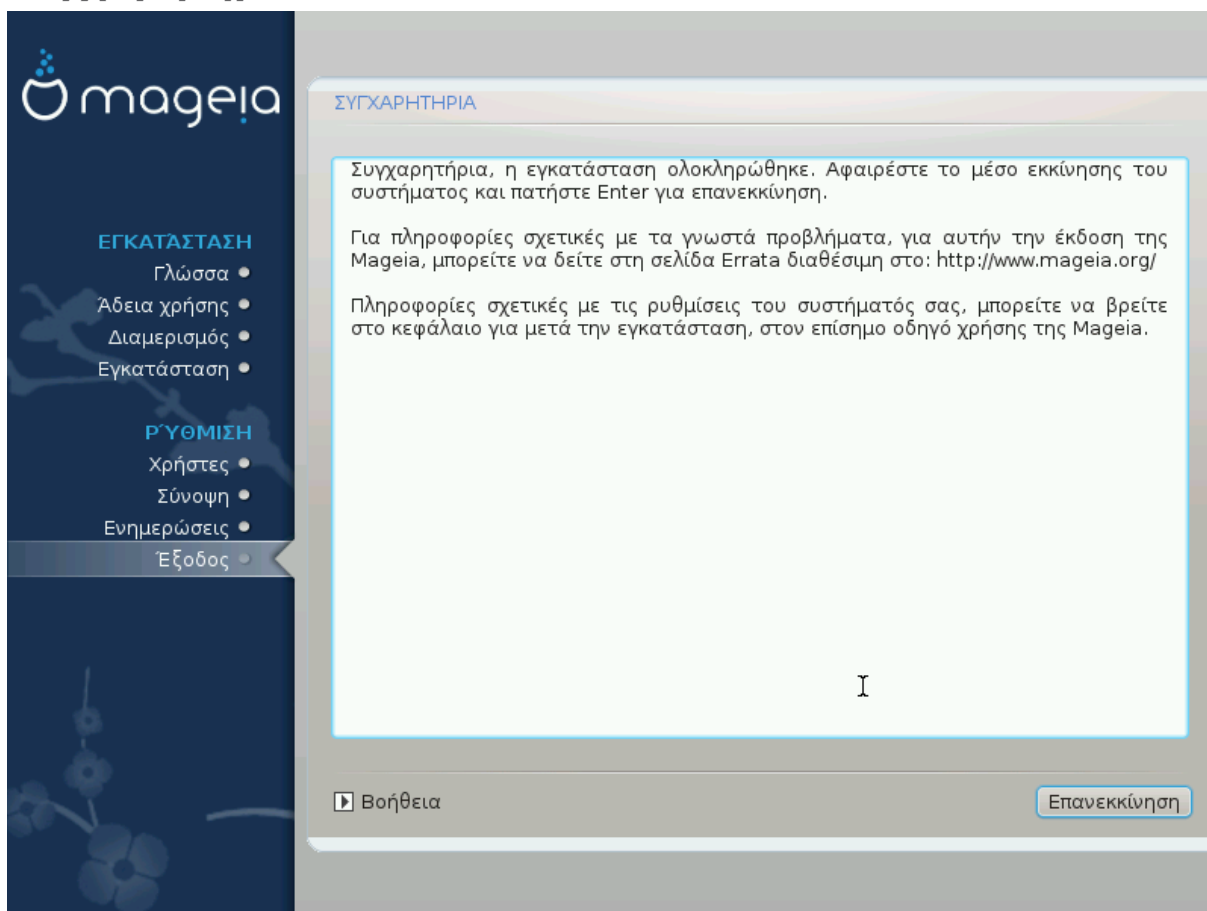 mageia
ΕΓΚΑΤΆΣΤΑΣΗ
Γλώσσα
Άδεια χρήσης
Διαμερισμός
Εγκατάσταση
ΡΎΘΜΙΣΗ
Χρήστες
Σύνοψη
Ενημερώσεις
Έξοδος
ΣΥΓΧΑΡΗΤΗΡΙΑ
Συγχαρητήρια, η εγκατάσταση ολοκληρώθηκε. Αφαιρέστε το μέσο εκκίνησης του
συστήματος και πατήστε Enter για επανεκκίνηση.
Για πληροφορίες σχετικές με τα γνωστά προβλήματα, για αυτήν την έκδοση της
Mageia, μπορείτε να δείτε στη σελίδα Errata διαθέσιμη στο: http://www.mageia.org/
Πληροφορίες σχετικές με τις ρυθμίσεις του συστήματός σας, μπορείτε να βρείτε
στο κεφάλαιο για μετά την εγκατάσταση, στον επίσημο οδηγό χρήσης της Mageia.
Βοήθεια
Επανεκκίνηση